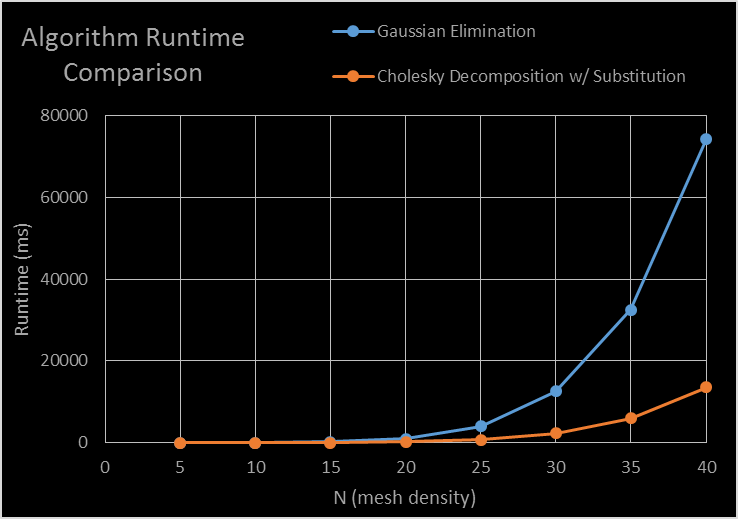 Algorithm Runtime
Comparison
Gaussian Elimination
Cholesky Decomposition w/ Substitution
80000
60000
40000
20000
0
Runtime (ms)
0 5 10 15 20 25 30 35 40
N (mesh density)